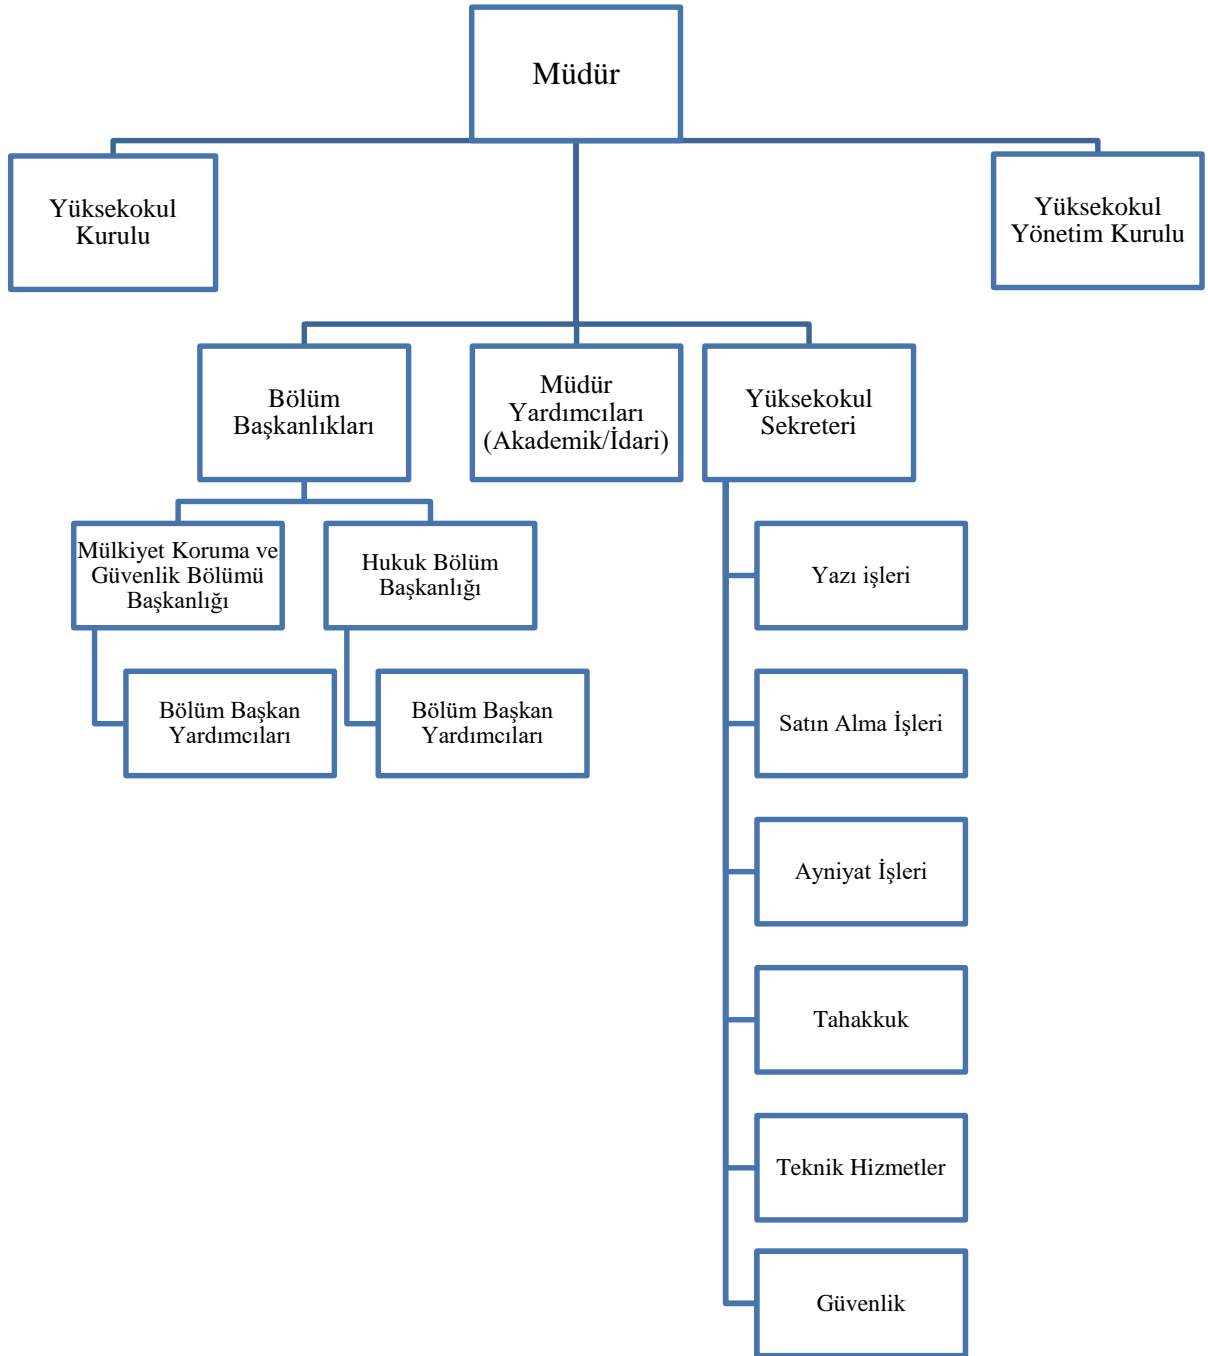 Müdür
Yüksekokul
Kurulu
Yüksekokul
Yönetim Kurulu
Bölüm
Başkanlıkları
Müdür
Yardımcıları
(Akademik/İdari)
Yüksekokul
Sekreteri
Mülkiyet Koruma ve
Güvenlik Bölümü
Başkanlığı
Hukuk Bölüm
Başkanlığı
Bölüm Başkan
Yardımcıları
Bölüm Başkan
Yardımcıları
Yazı işleri
Satın Alma İşleri
Ayniyat İşleri
Tahakkuk
Teknik Hizmetler
Güvenlik